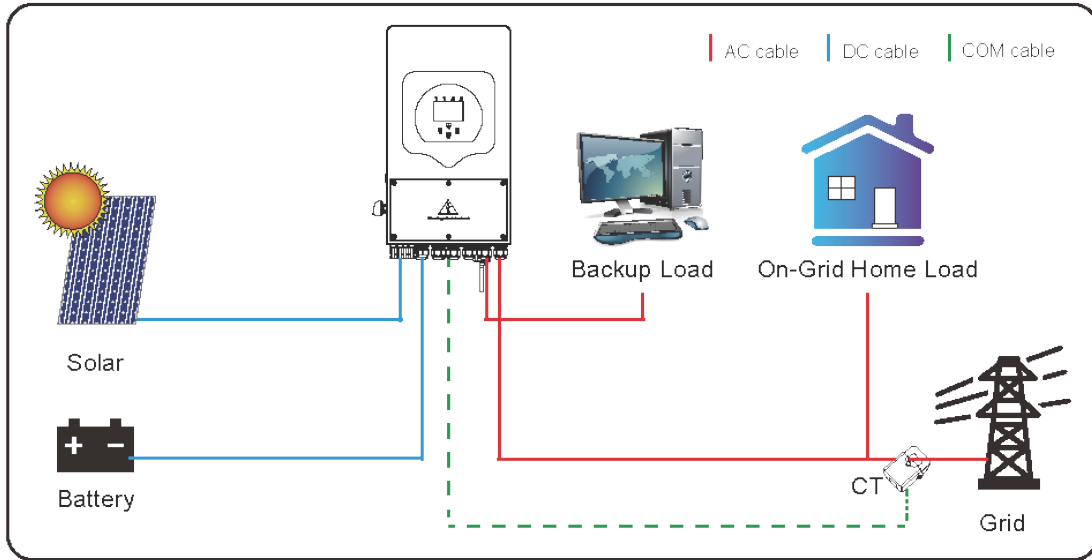 AC cable
DC cable
COM cable
Backup Load
On-Grid Home Load
Solar
+ −
Battery
CT
Grid